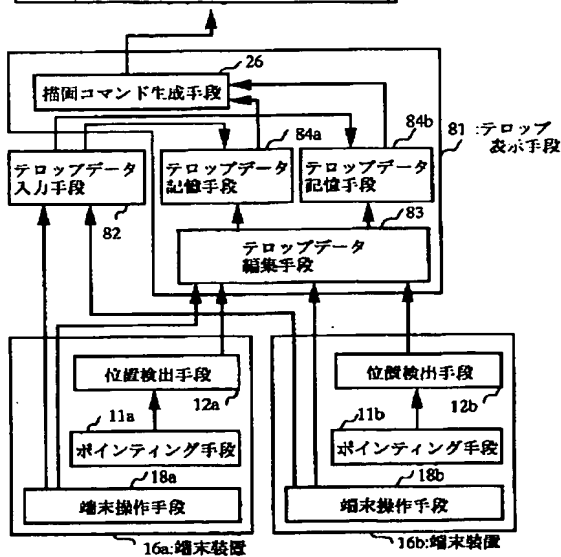 26
描画コマンド生成手段
84a
84b
81:テロップ
表示手段
テロップデータ
入力手段
82
テロップデータ
記憶手段
テロップデータ
記憶手段
83
テロップデータ
編集手段
位置検出手段
12a
11a
ポインティング手段
18a
端末操作手段
16a:端末装置
位置検出手段
12b
11b
ポインティング手段
18b
端末操作手段
16b:端末装置